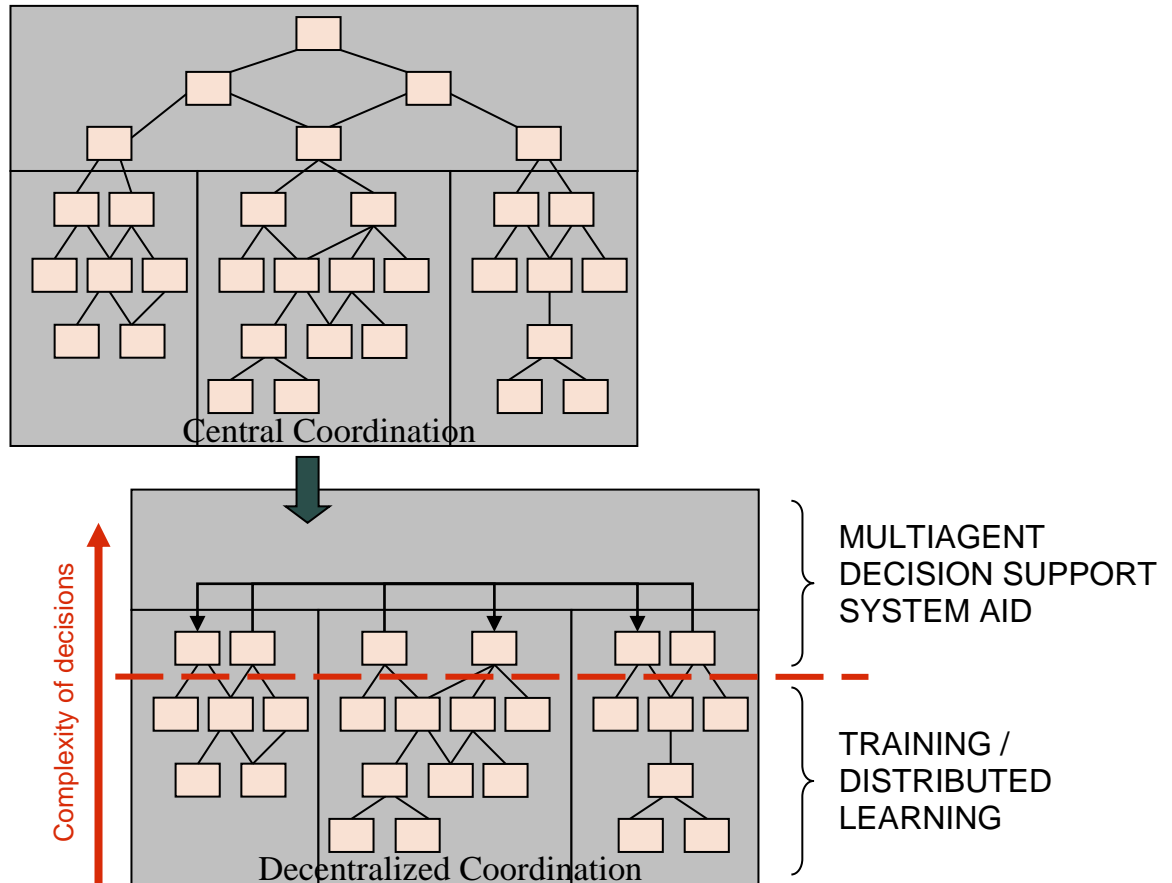 Central Coordination
Complexity of decisions
MULTIAGENT
DECISION SUPPORT
SYSTEM AID
TRAINING /
DISTRIBUTED
LEARNING
Decentralized Coordination